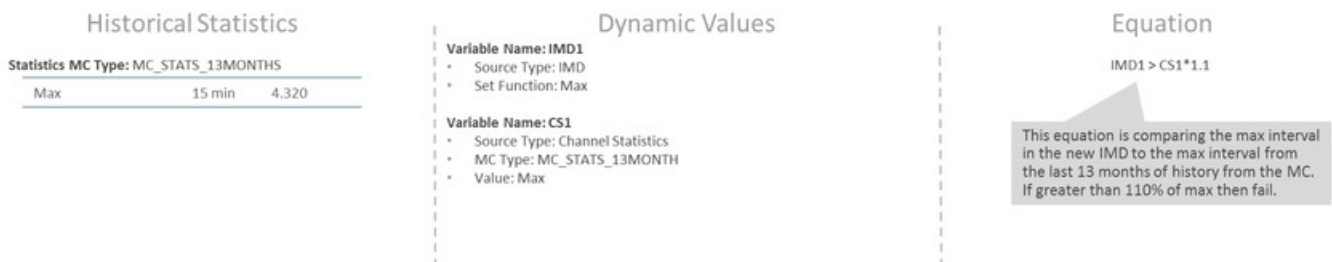 Historical Statistics
Statistics MC Type: MC_STATS_13MONTHS
Max 15 min 4.320
Dynamic Values
Variable Name: IMD1
• Source Type: IMD
• Set Function: Max
Variable Name: CS1
• Source Type: Channel Statistics
• MC Type: MC_STATS_13MONTH
• Value: Max
Equation
IMD1 > CS1*1.1
This equation is comparing the max interval
in the new IMD to the max interval from
the last 13 months of history from the MC.
If greater than 110% of max then fail.